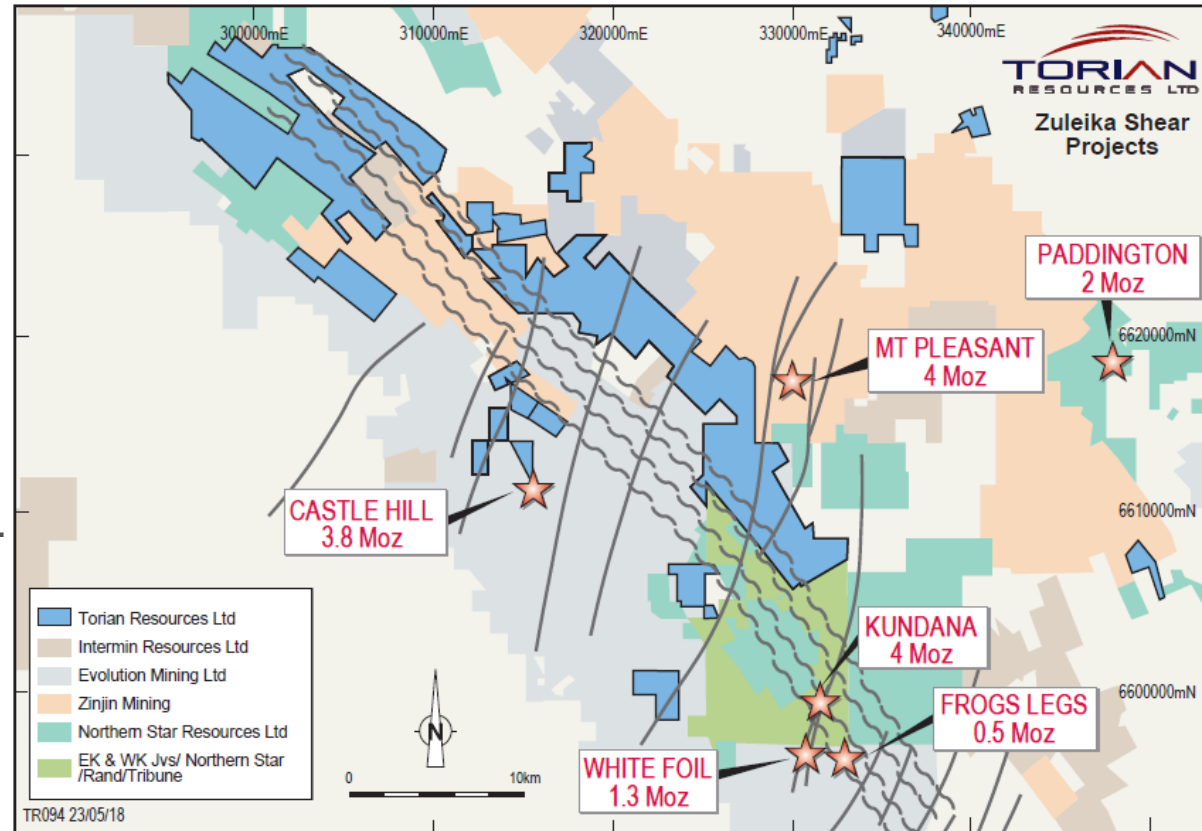 300000mE
310000mE
320000mE
330000mE
340000mE
TORIAN
RESOURCES LTD
Zuleika Shear
Projects
PADDINGTON
2 Moz
6620000mN
MT PLEASANT
4 Moz
CASTLE HILL
3.8 Moz
6610000mN
Torian Resources Ltd
Intermin Resources Ltd
Evolution Mining Ltd
Zinjin Mining
Northern Star Resources Ltd
EK & WK Jvs/ Northern Star
/Rand/Tribune
N
0
10km
KUNDANA
4 Moz
6600000mN
FROGS LEGS
0.5 Moz
WHITE FOIL
1.3 Moz
TR094 23/05/18